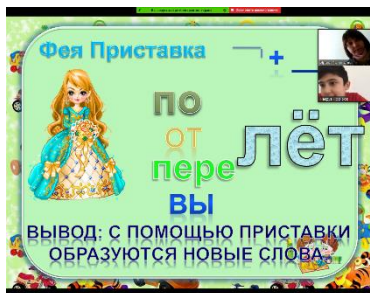 Фея Приставка
+
по
от
пере
лёт
вы
ВЫВОД: С ПОМОЩЬЮ ПРИСТАВКИ
ОБРАЗУЮТСЯ НОВЫЕ СЛОВА.